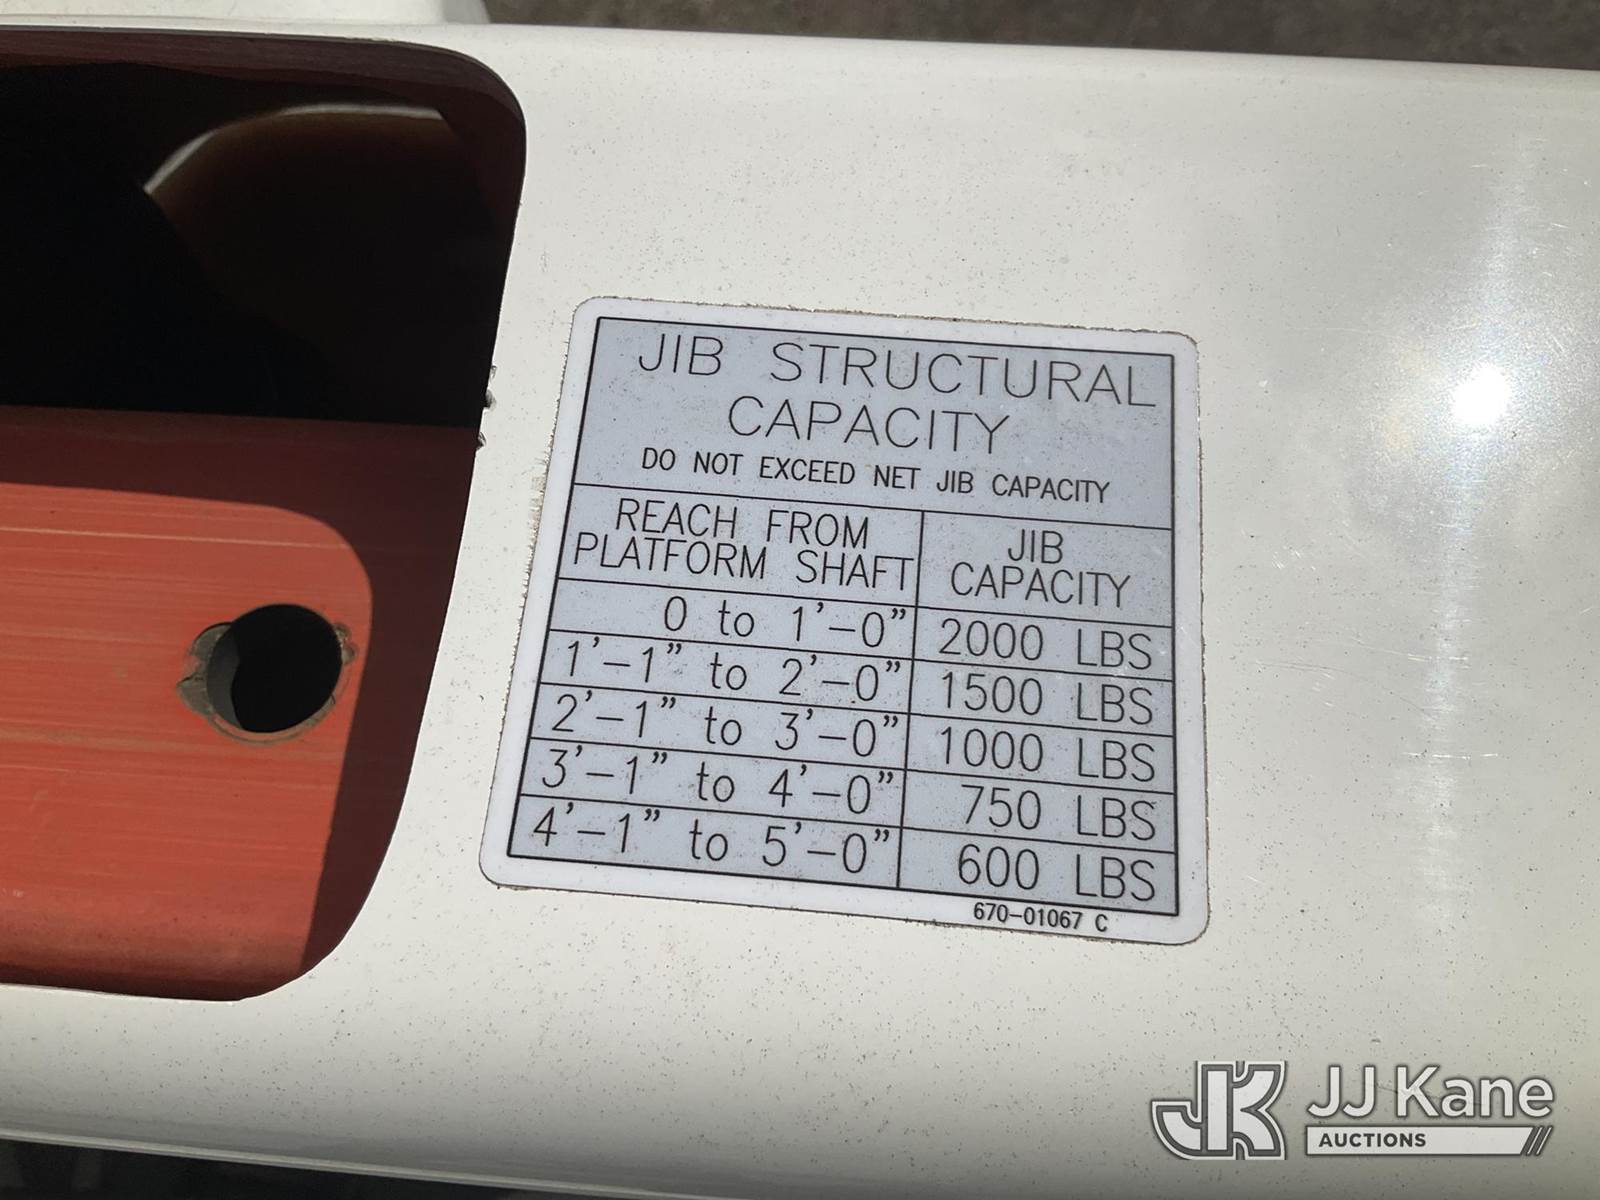 JIB STRUCTURAL
CAPACITY
DO NOT EXCEED NET JIB CAPACITY
REACH FROM
PLATFORM SHAFT
JIB
CAPACITY
0 to 1'-0" 2000 LBS
1'-1" to 2'-0" 1500 LBS
2'-1" to 3'-0" 1000 LBS
3'-1" to 4'-0" 750 LBS
4'-1" to 5'-0" 600 LBS
670-01067 C
JK JJ Kane
AUCTIONS